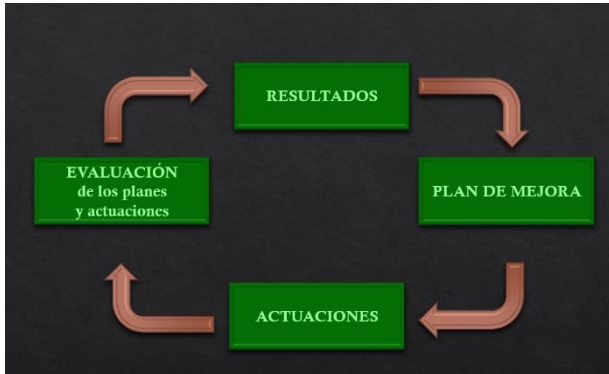 RESULTADOS
EVALUACIÓN
de los planes
y actuaciones
PLAN DE MEJORA
ACTUACIONES